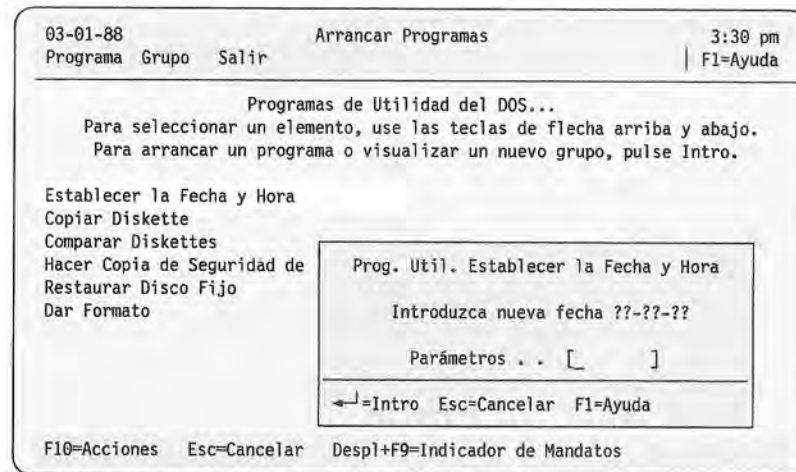 03-01-88 Arrancar Programas 3:30 pm
Programa Grupo Salir | F1=Ayuda
Programas de Utilidad del DOS...
Para seleccionar un elemento, use las teclas de flecha arriba y abajo.
Para arrancar un programa o visualizar un nuevo grupo, pulse Intro.
Establecer la Fecha y Hora
Copiar Diskette
Comparar Diskettes
Hacer Copia de Seguridad de
Restaurar Disco Fijo
Dar Formato
Prog. Util. Establecer la Fecha y Hora
Introduzca nueva fecha ??-??-??
Parámetros . . [_ ]
=Intro Esc=Cancelar F1=Ayuda
F10=Acciones Esc=Cancelar Despl+F9=Indicador de Mandatos